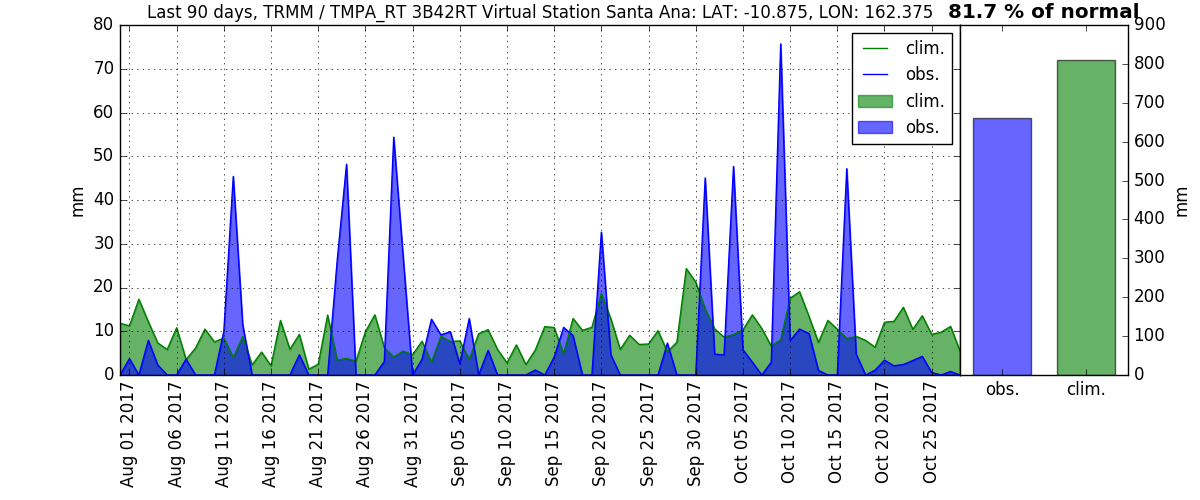 Last 90 days, TRMM / TMPA_RT 3B42RT Virtual Station Santa Ana: LAT: -10.875, LON: 162.375
81.7 % of normal
clim.
obs.
clim.
obs.
mm
80
70
60
50
40
30
20
10
0
Aug 01 2017
Aug 06 2017
Aug 11 2017
Aug 16 2017
Aug 21 2017
Aug 26 2017
Aug 31 2017
Sep 05 2017
Sep 10 2017
Sep 15 2017
Sep 20 2017
Sep 25 2017
Sep 30 2017
Oct 05 2017
Oct 10 2017
Oct 15 2017
Oct 20 2017
Oct 25 2017
900
800
700
600
500
400
300
200
100
0
mm
obs.
clim.